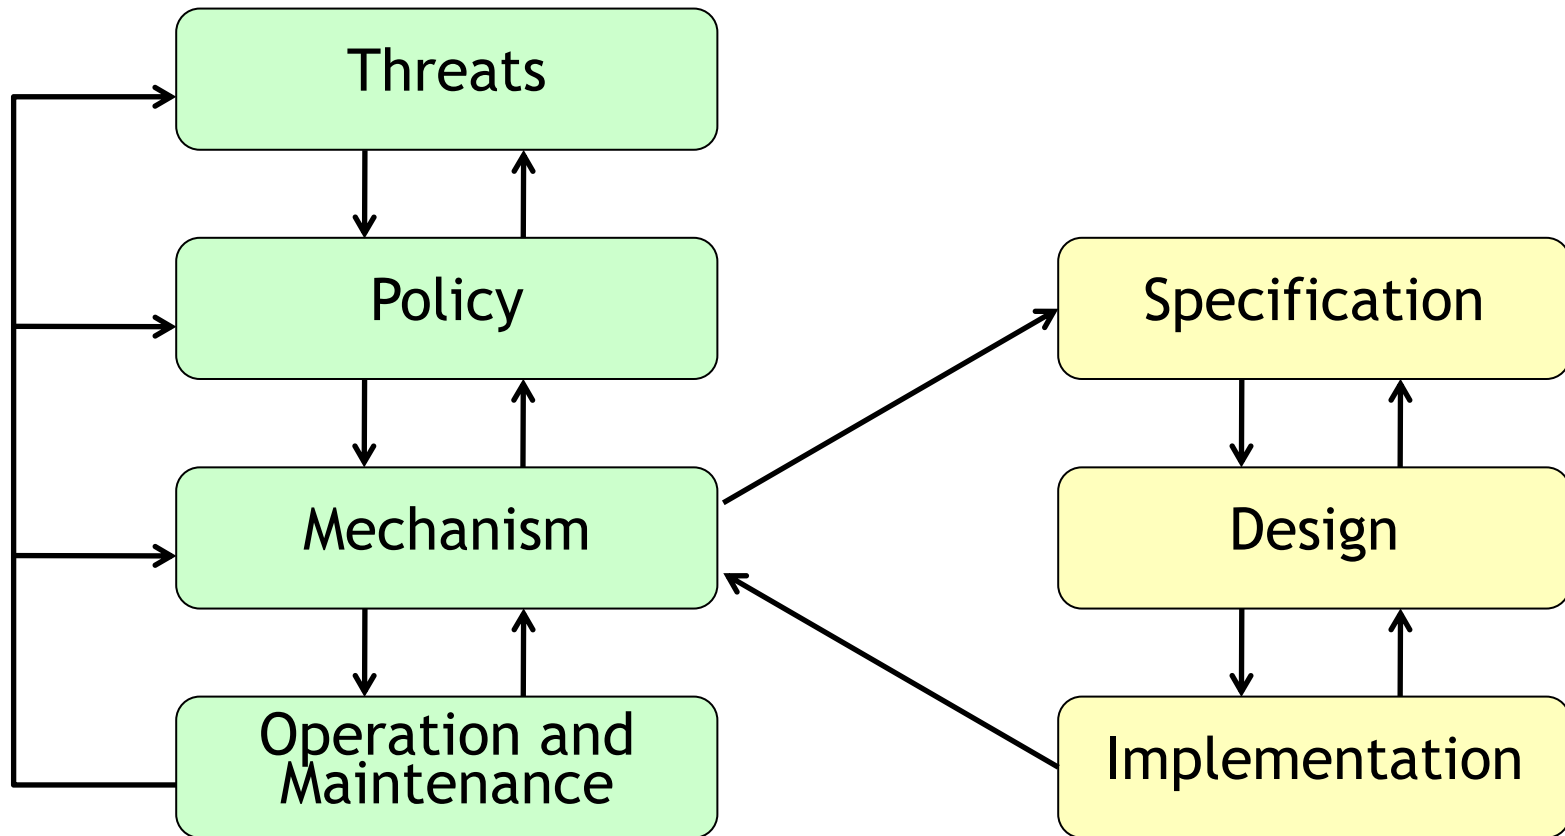 Threats
Policy
Specification
Mechanism
Design
Operation and
Maintenance
Implementation